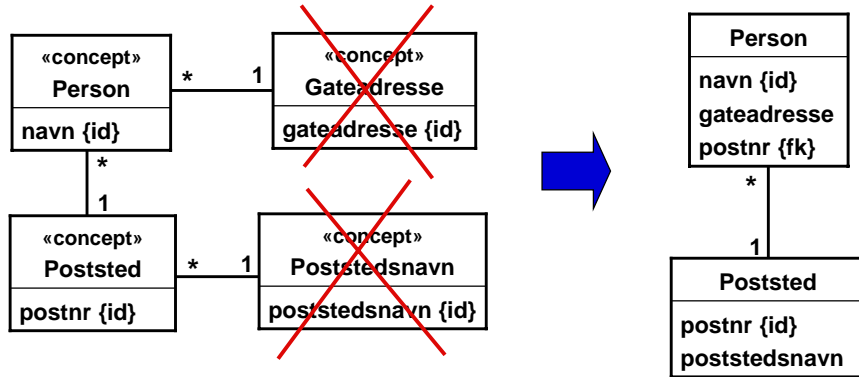 «concept»
Person
navn {id}
*
1
«concept»
Gateadresse
gateadresse {id}
*
1
«concept»
Poststed
postnr {id}
*
1
«concept»
Poststedsnavn
poststedsnavn {id}
Person
navn {id}
gateadresse
postnr {fk}
*
1
Poststed
postnr {id}
poststedsnavn